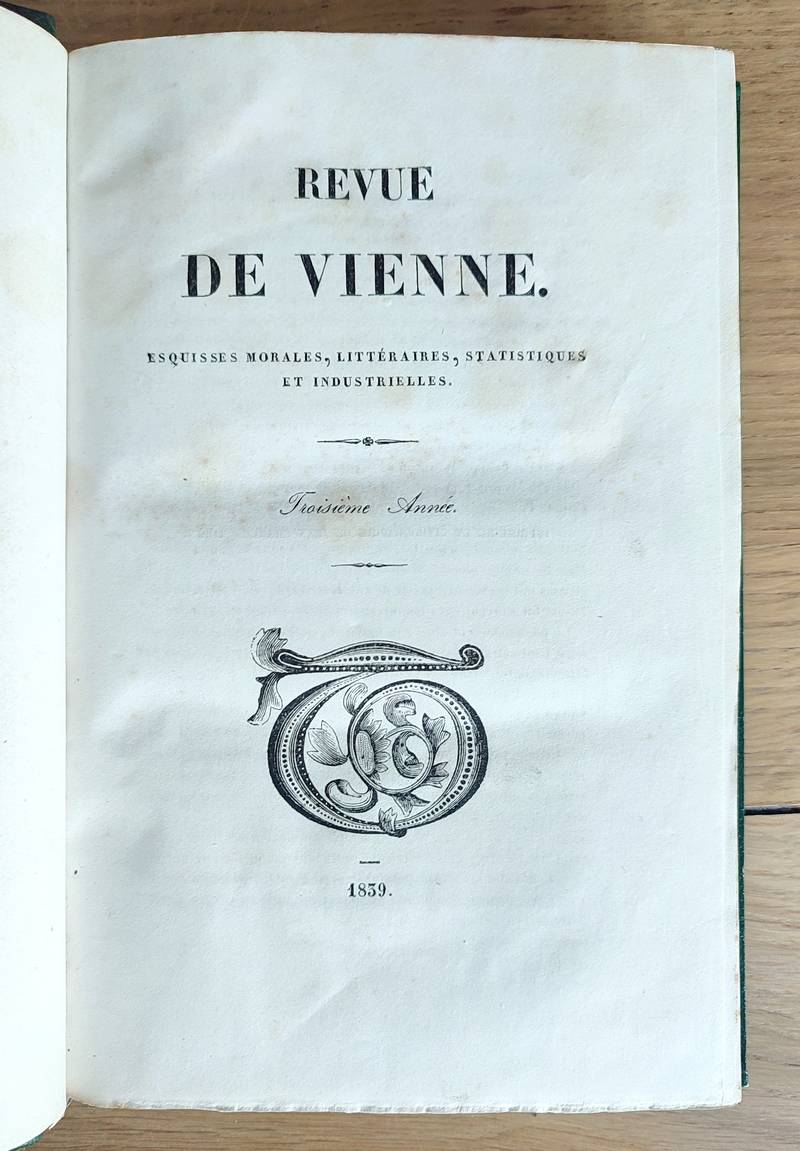 REVUE
DE VIENNE.
ESQUISSES MORALES, LITTÉRAIRES, STATISTIQUES
ET INDUSTRIELLES.
Troisième Année.
1839.